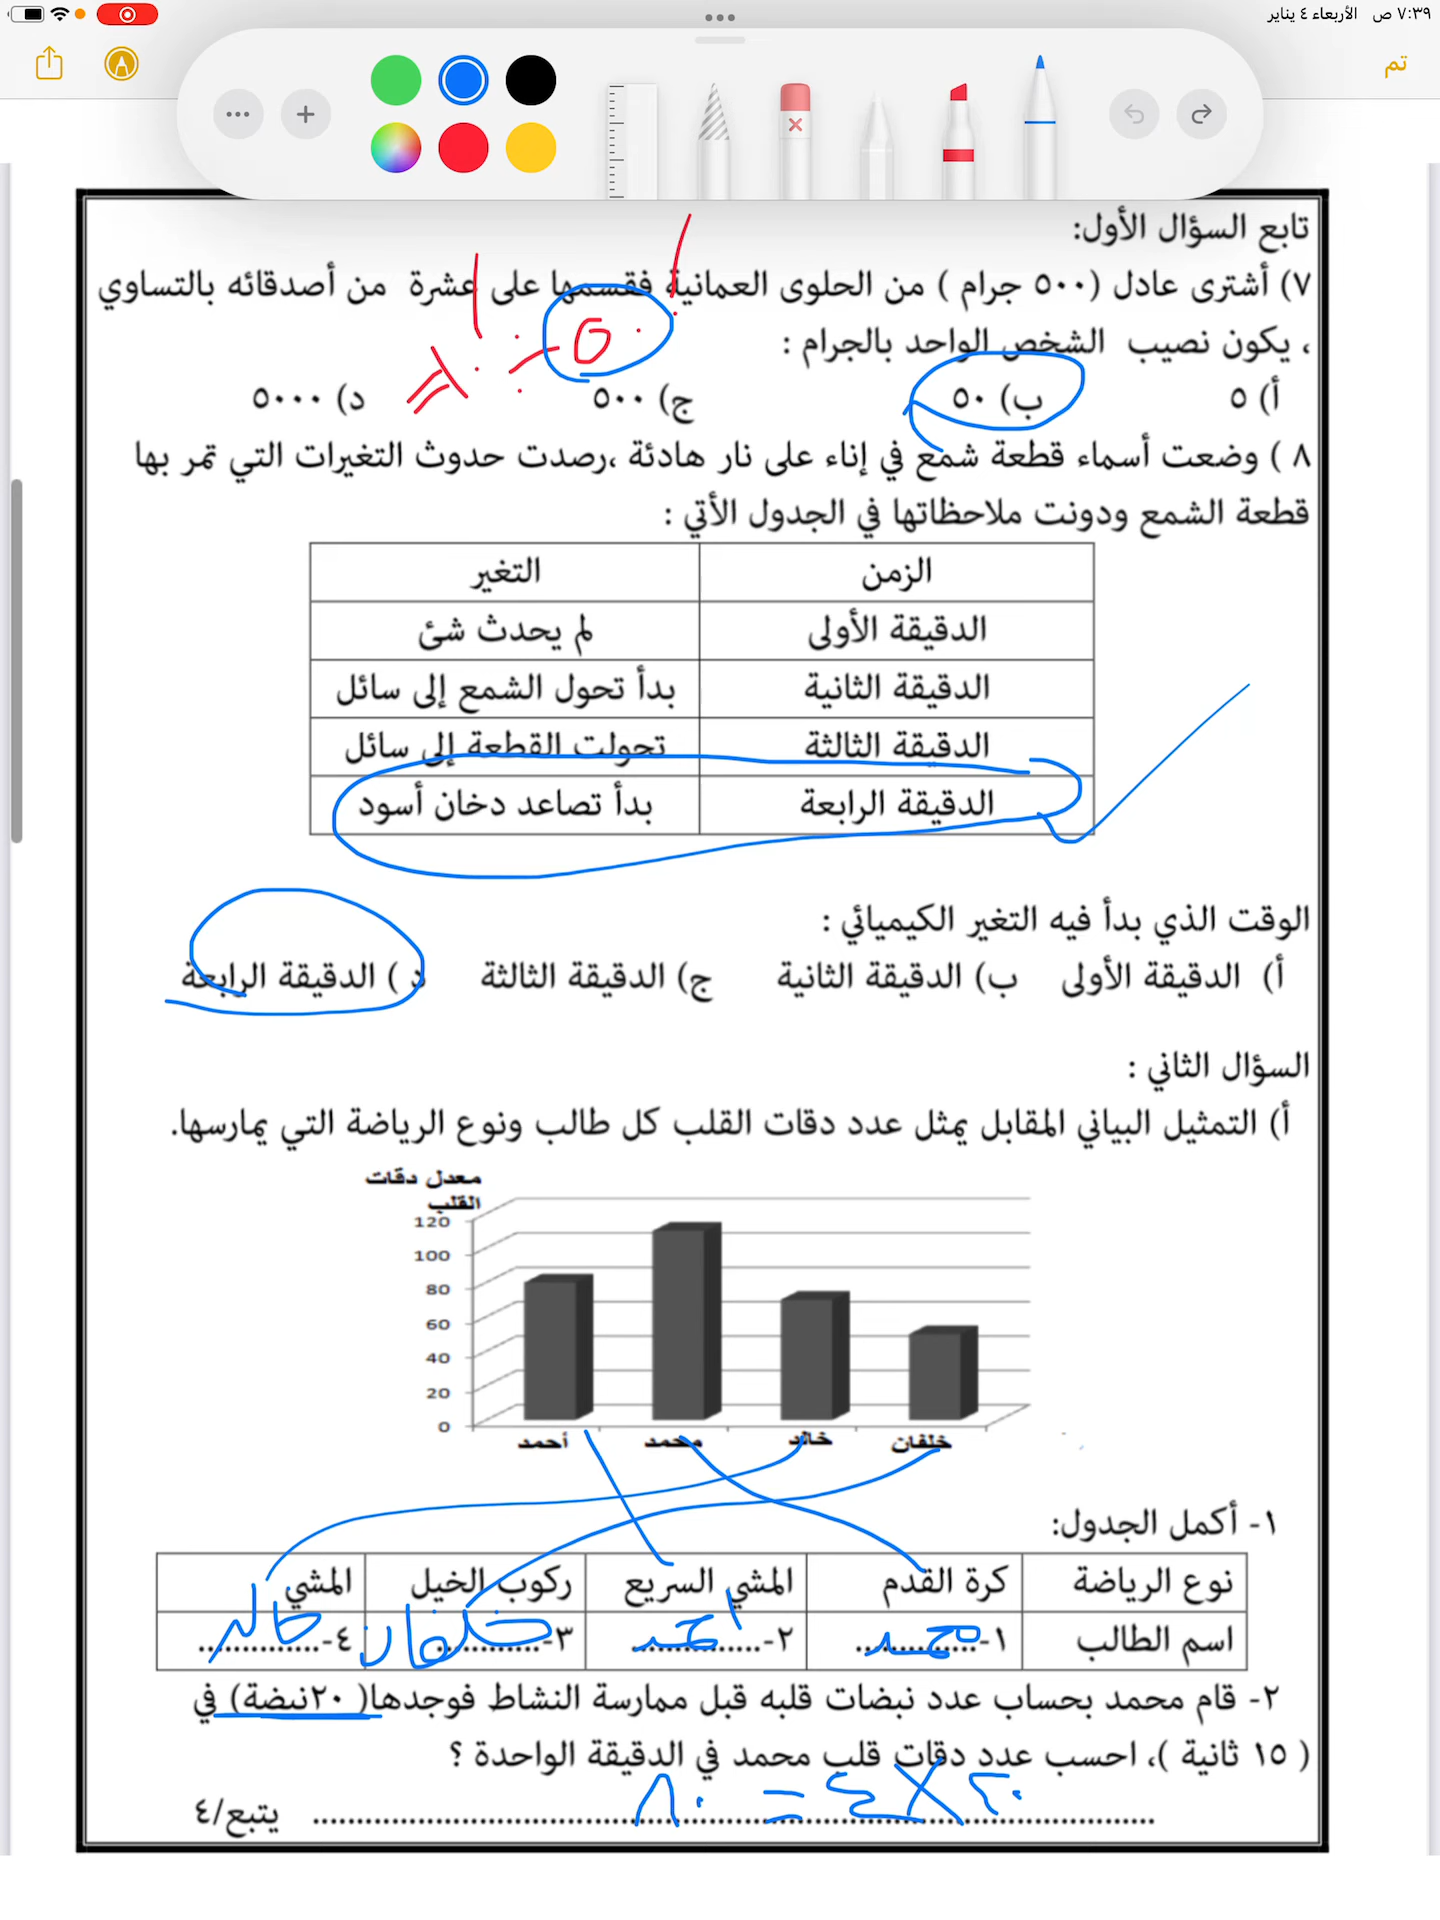 ٧:٣٩ ص الأربعاء ٤ يناير
تم
تابع السؤال الأول:
٧) أشترى عادل (٥٠٠ جرام ) من الحلوى العمانية فقسمها على عشرة من أصدقائه بالتساوي
، يكون نصيب الشخص الواحد بالجرام :
أ) ٥ ب) ٥٠ ج) ٥٠٠ د) ٥٠٠٠
٨ ) وضعت أسماء قطعة شمع في إناء على نار هادئة ،رصدت حدوث التغيرات التي تمر بها
قطعة الشمع ودونت ملاحظاتها في الجدول الأتي :
الزمن التغير
الدقيقة الأولى لم يحدث شئ
الدقيقة الثانية بدأ تحول الشمع إلى سائل
الدقيقة الثالثة تحولت القطعة إلى سائل
الدقيقة الرابعة بدأ تصاعد دخان أسود
الوقت الذي بدأ فيه التغير الكيميائي :
أ) الدقيقة الأولى ب) الدقيقة الثانية ج) الدقيقة الثالثة د ) الدقيقة الرابعة
السؤال الثاني :
أ) التمثيل البياني المقابل يمثل عدد دقات القلب كل طالب ونوع الرياضة التي يمارسها.
معدل دقات
القلب
120
100
80
60
40
20
0
أحمد محمد خالد خلفان
١- أكمل الجدول:
نوع الرياضة كرة القدم المشي السريع ركوب الخيل المشي
اسم الطالب ١-.............. محمد ٢-............... احمد ٣-............ خلفان ٤-.............. خالد
٢- قام محمد بحساب عدد نبضات قلبه قبل ممارسة النشاط فوجدها( ٢٠نبضة) في
( ١٥ ثانية )، احسب عدد دقات قلب محمد في الدقيقة الواحدة ؟
٢٠ × ٤ = ٨٠
يتبع/٤